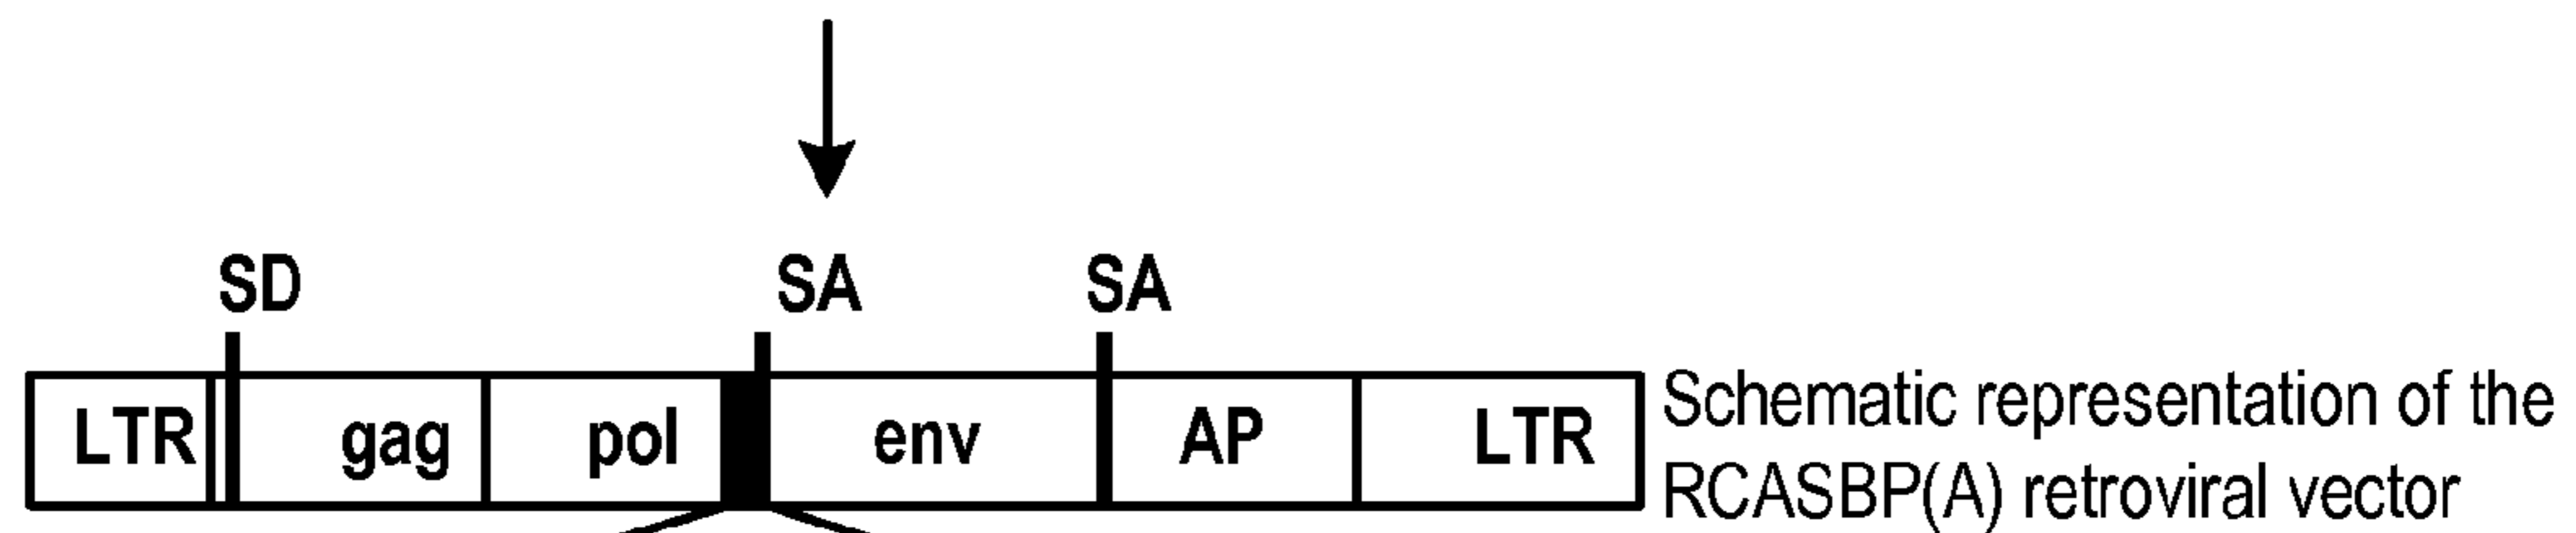 SD SA SA
LTR gag pol env AP LTR
Schematic representation of the
RCASBP(A) retroviral vector